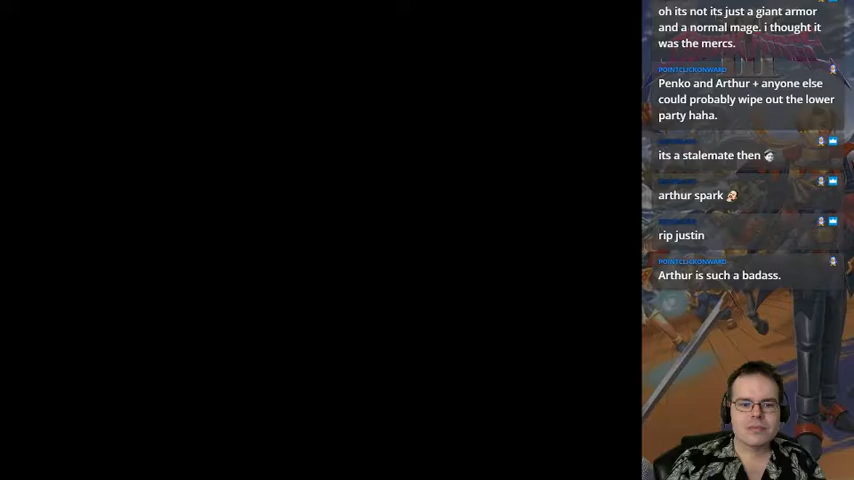 oh its not its just a giant armor
and a normal mage. i thought it
was the mercs.
POINTCLICKONWARD
Penko and Arthur + anyone else
could probably wipe out the lower
party haha.
its a stalemate then
arthur spark
rip justin
POINTCLICKONWARD
Arthur is such a badass.